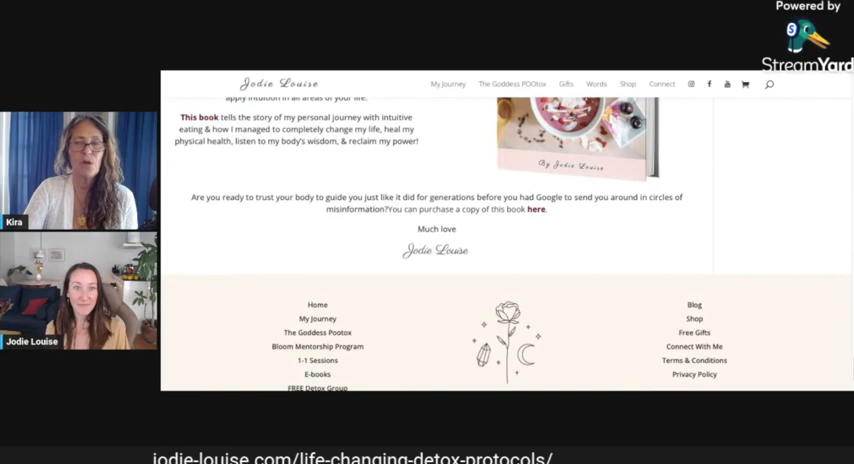 Powered by
StreamYard
Jodie Louise
My Journey
The Goddess POOtox
Gifts
Words
Shop
Connect
apply intuition in all areas of your life.
This book tells the story of my personal journey with intuitive
eating & how I managed to completely change my life, heal my
physical health, listen to my body's wisdom, & reclaim my power!
By Jodie Louise
Are you ready to trust your body to guide you just like it did for generations before you had Google to send you around in circles of
misinformation?You can purchase a copy of this book here.
Much love
Jodie Louise
Kira
Jodie Louise
Home
My Journey
The Goddess Pootox
Bloom Mentorship Program
1-1 Sessions
E-books
FREE Detox Group
Blog
Shop
Free Gifts
Connect With Me
Terms & Conditions
Privacy Policy
jodie-louise.com/life-changing-detox-protocols/